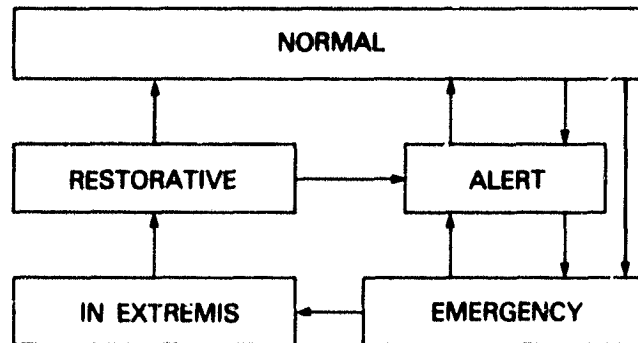 NORMAL
RESTORATIVE
ALERT
IN EXTREMIS
EMERGENCY